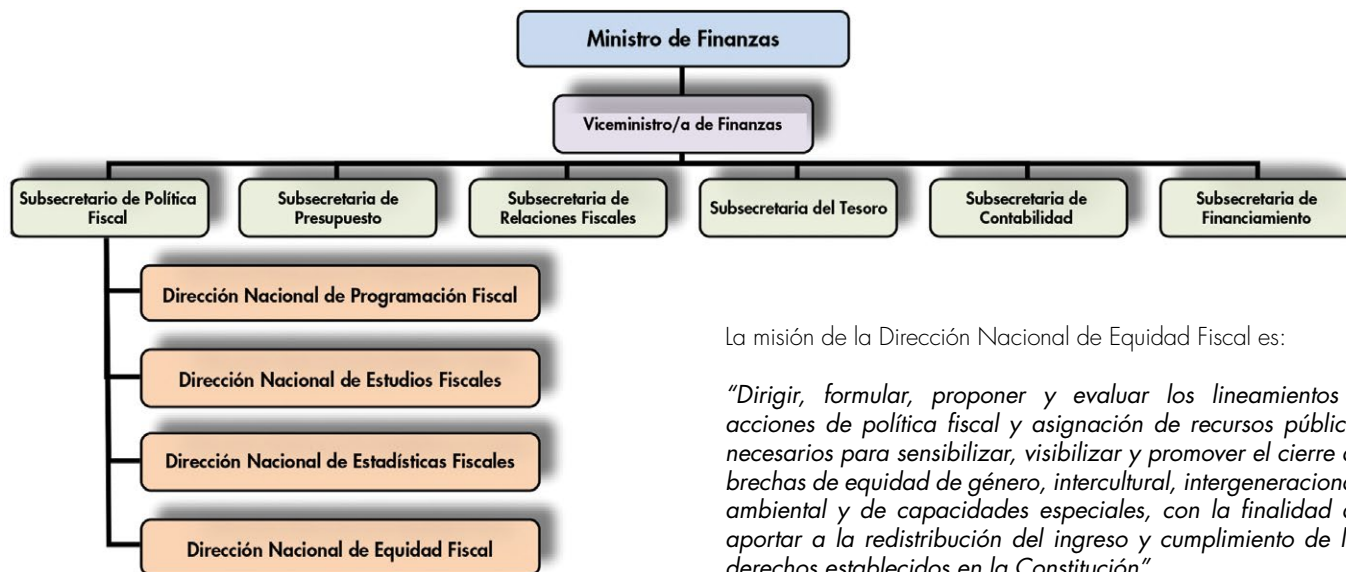 Ministro de Finanzas
Viceministro/a de Finanzas
Subsecretario de Política
Fiscal
Subsecretaria de
Presupuesto
Subsecretaria de
Relaciones Fiscales
Subsecretaria del Tesoro
Subsecretaria de
Contabilidad
Subsecretaria de
Financiamiento
Dirección Nacional de Programación Fiscal
Dirección Nacional de Estudios Fiscales
Dirección Nacional de Estadísticas Fiscales
Dirección Nacional de Equidad Fiscal
La misión de la Dirección Nacional de Equidad Fiscal es:
“Dirigir, formular, proponer y evaluar los lineamientos
acciones de política fiscal y asignación de recursos
necesarios para sensibilizar, visibilizar y promover el cierre
brechas de equidad de género, intercultural,
ambiental y de capacidades especiales, con la finalidad
aportar a la redistribución del ingreso y cumplimiento de
derechos establecidos en la Constitución”